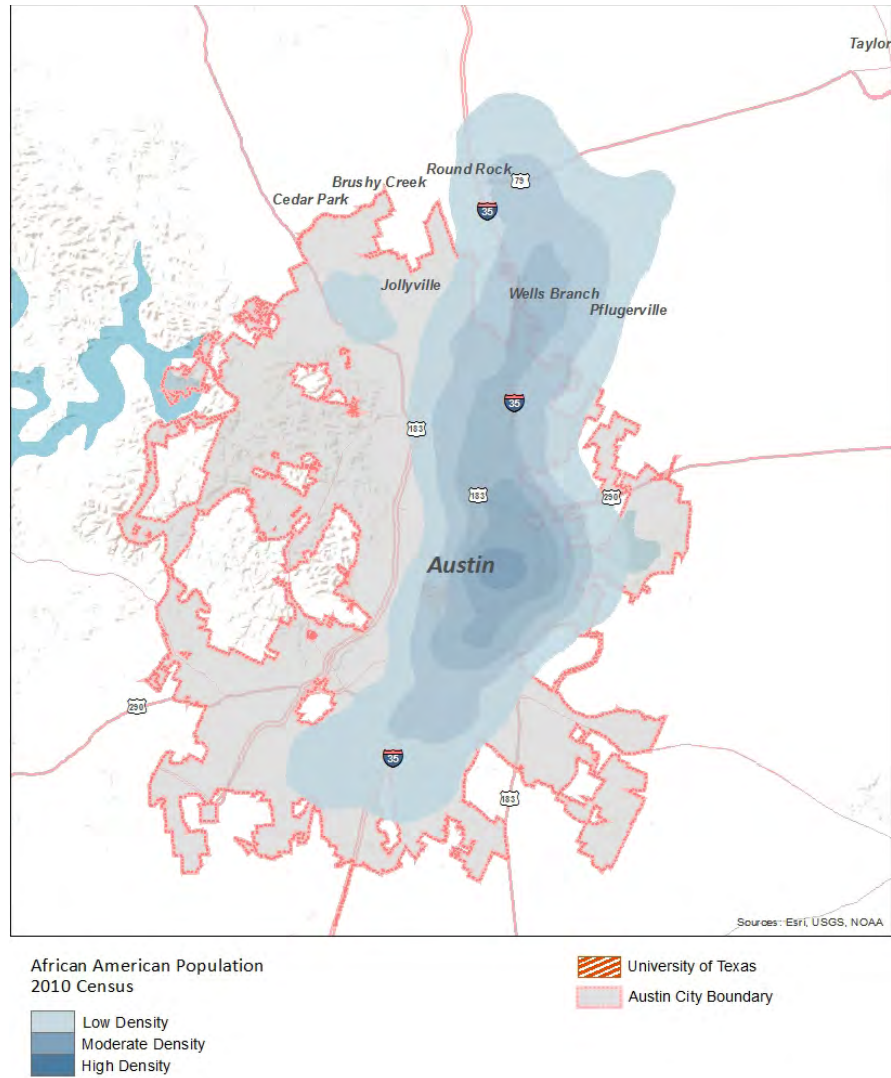 Taylor
Round Rock
Brushy Creek
79
Cedar Park
35
Jollyville
Wells Branch
Pflugerville
35
183
183
290
Austin
290
35
183
Sources: Esri, USGS, NOAA
African American Population
2010 Census
Low Density
Moderate Density
High Density
University of Texas
Austin City Boundary